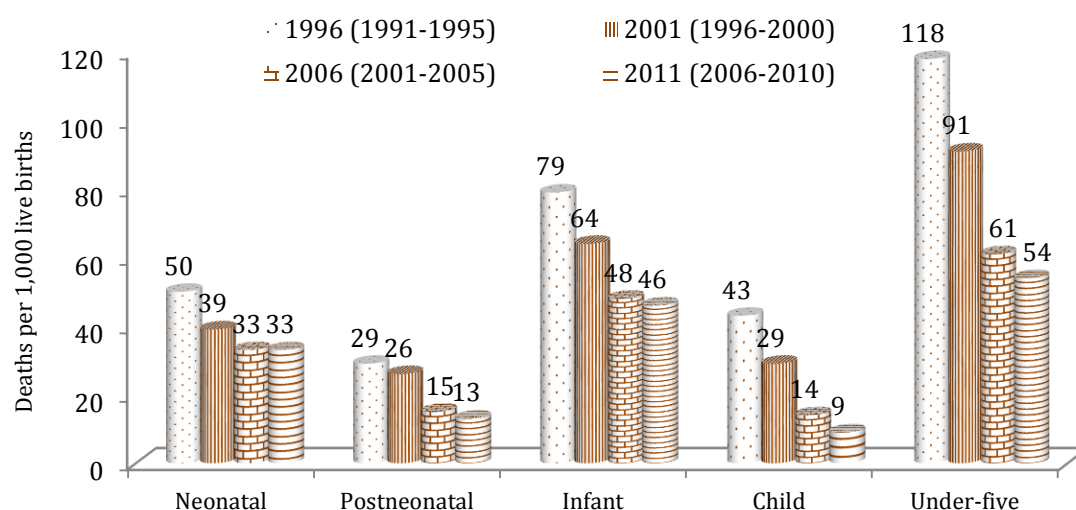 1996 (1991-1995) 2001 (1996-2000)
2006 (2001-2005) 2011 (2006-2010)
Deaths per 1,000 live births
120
100
80
60
40
20
0
50 39 33 33
29 26 15 13
79 64 48 46
43 29 14 9
118 91 61 54
Neonatal Postneonatal Infant Child Under-five